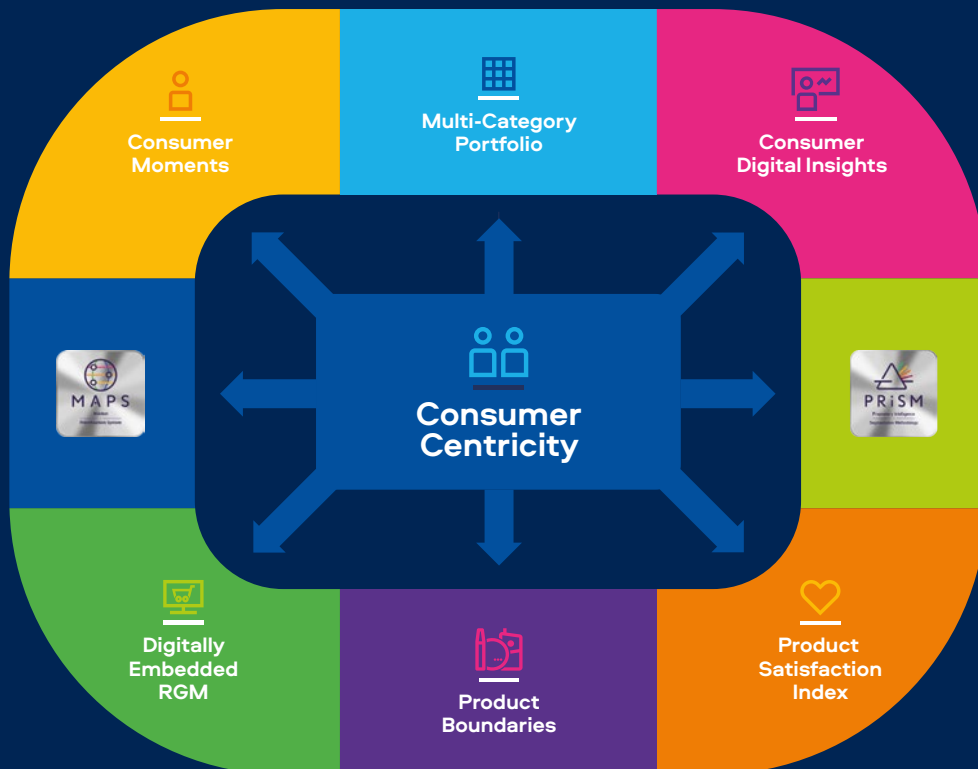 Consumer
Moments
Multi-Category
Portfolio
Consumer
Digital Insights
MAPS
Consumer
Centricity
PRiSM
Digitally
Embedded
RGM
Product
Boundaries
Product
Satisfaction
Index